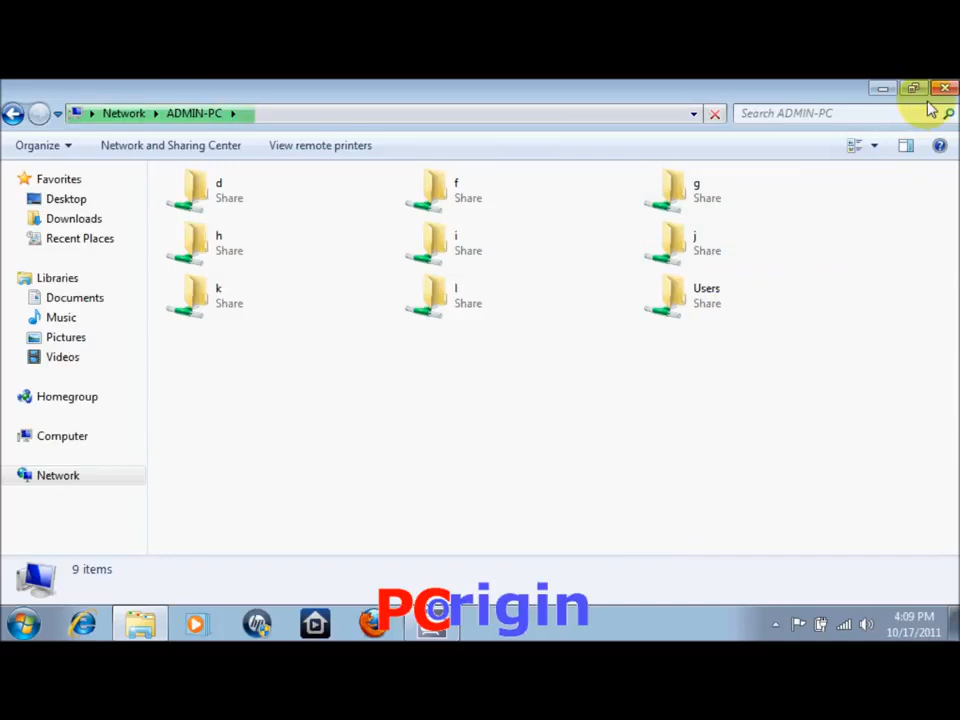 Network ADMIN-PC
Search ADMIN-PC
Organize Network and Sharing Center View remote printers
Favorites
Desktop
Downloads
Recent Places
Libraries
Documents
Music
Pictures
Videos
Homegroup
Computer
Network
d
Share
f
Share
g
Share
h
Share
i
Share
j
Share
k
Share
l
Share
Users
Share
9 items
PCorigin
4:09 PM
10/17/2011